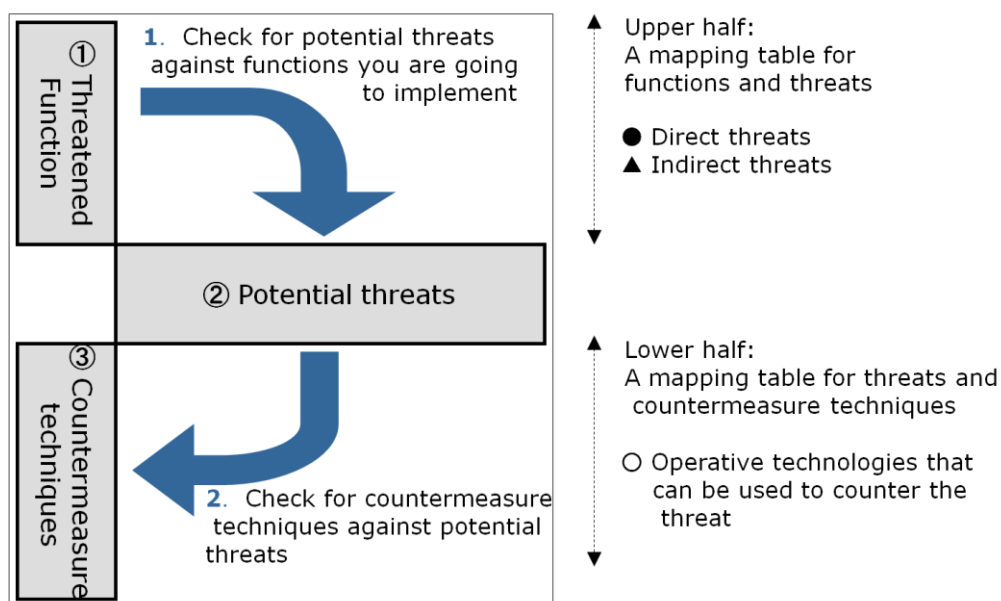 ① Threatened
Function
1. Check for potential threats
against functions you are going
to implement
② Potential threats
③ Countermeasure
techniques
2. Check for countermeasure
techniques against potential
threats
Upper half:
A mapping table for
functions and threats
● Direct threats
▲ Indirect threats
Lower half:
A mapping table for threats and
countermeasure techniques
○ Operative technologies that
can be used to counter the
threat